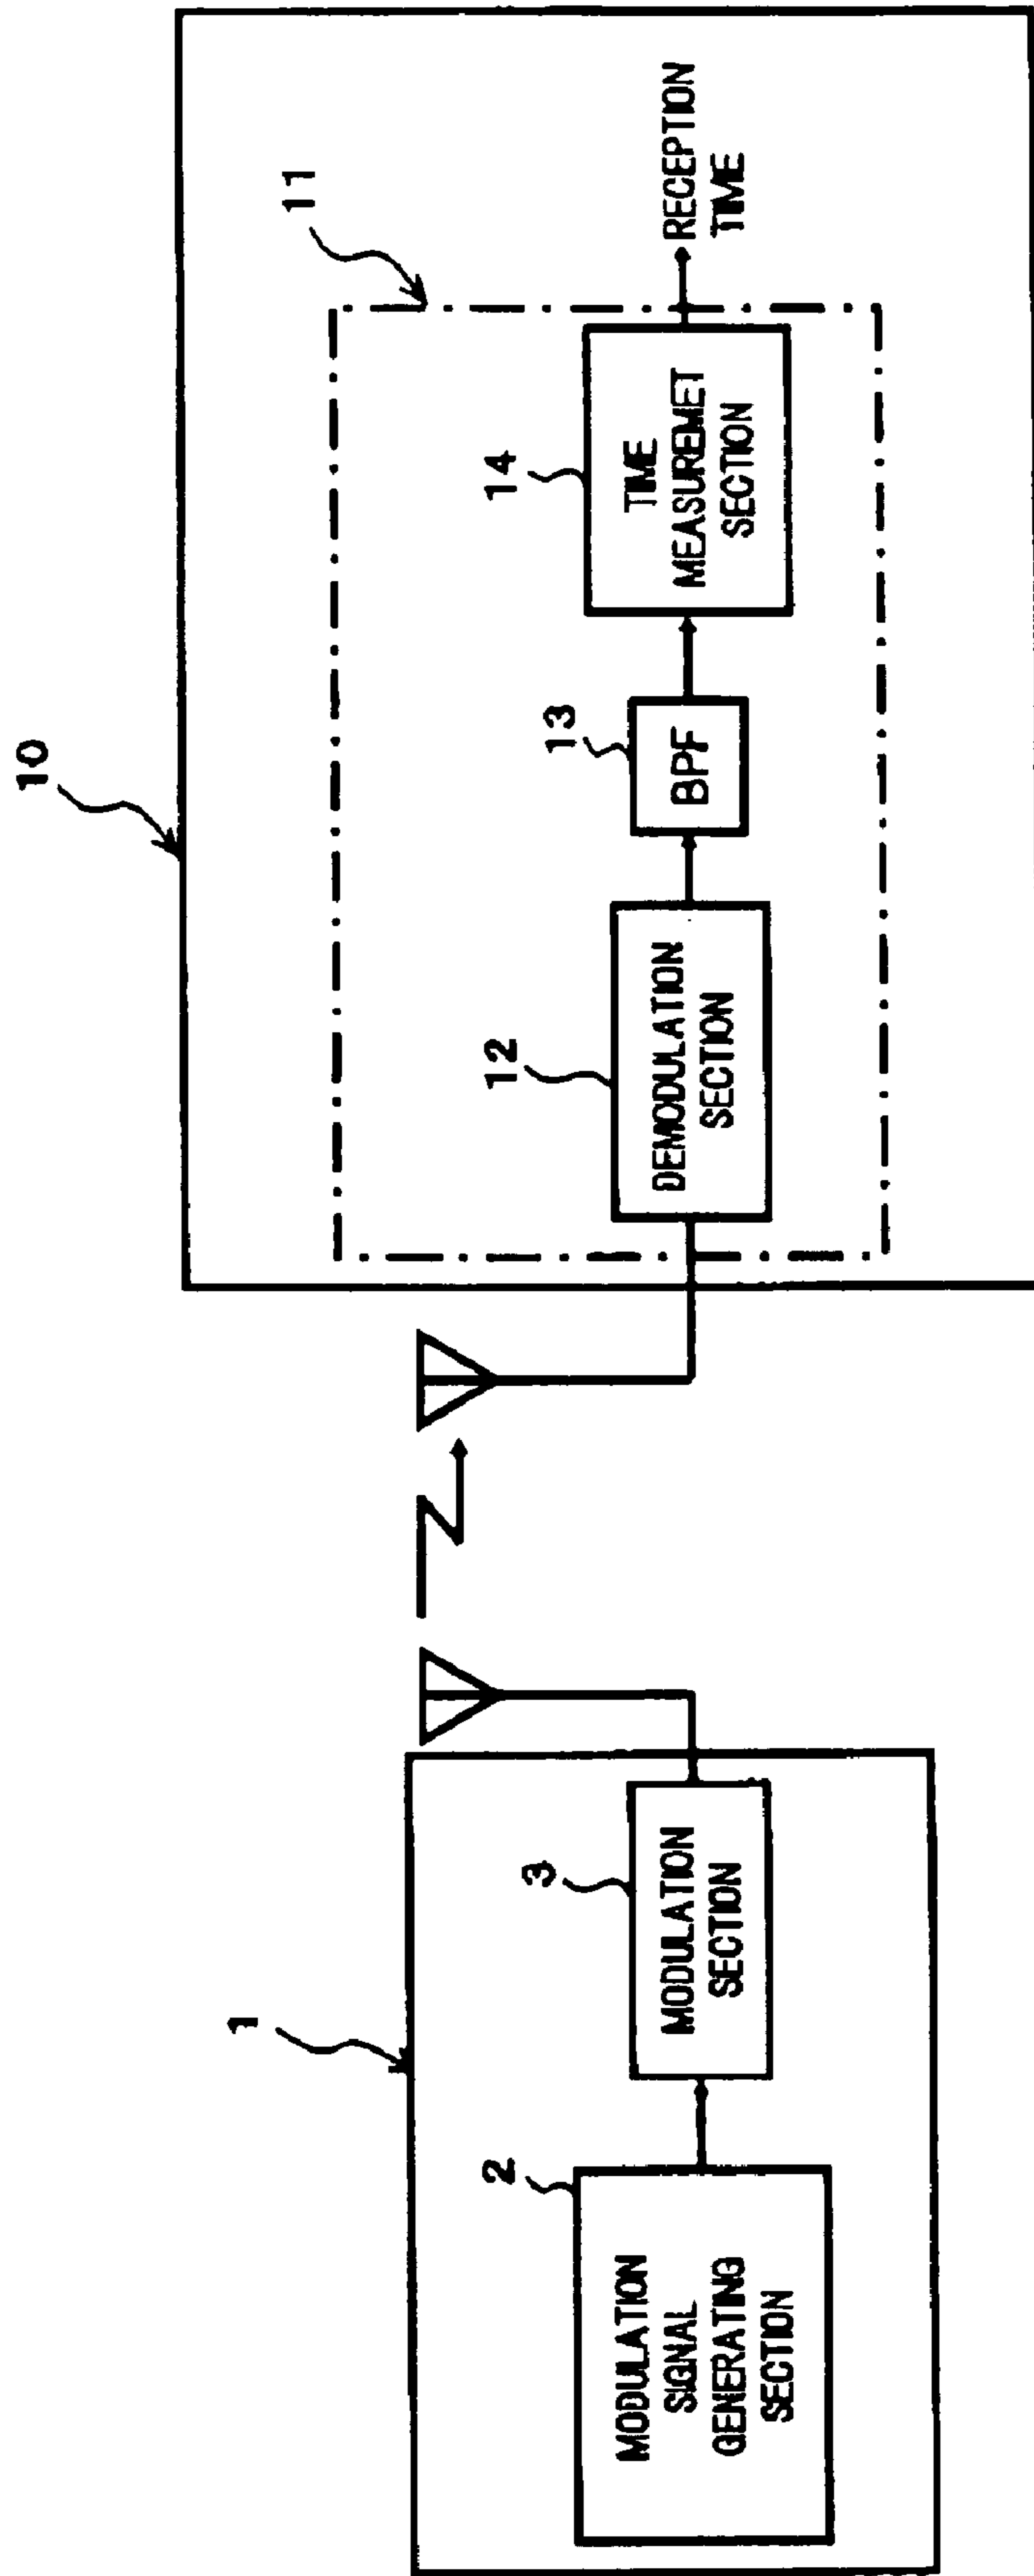 10
11
1
2
3
12
13
14
MODULATION
SIGNAL
GENERATING
SECTION
MODULATION
SECTION
DEMODULATION
SECTION
BPF
TIME
MEASUREMET
SECTION
RECEPTION
TIME